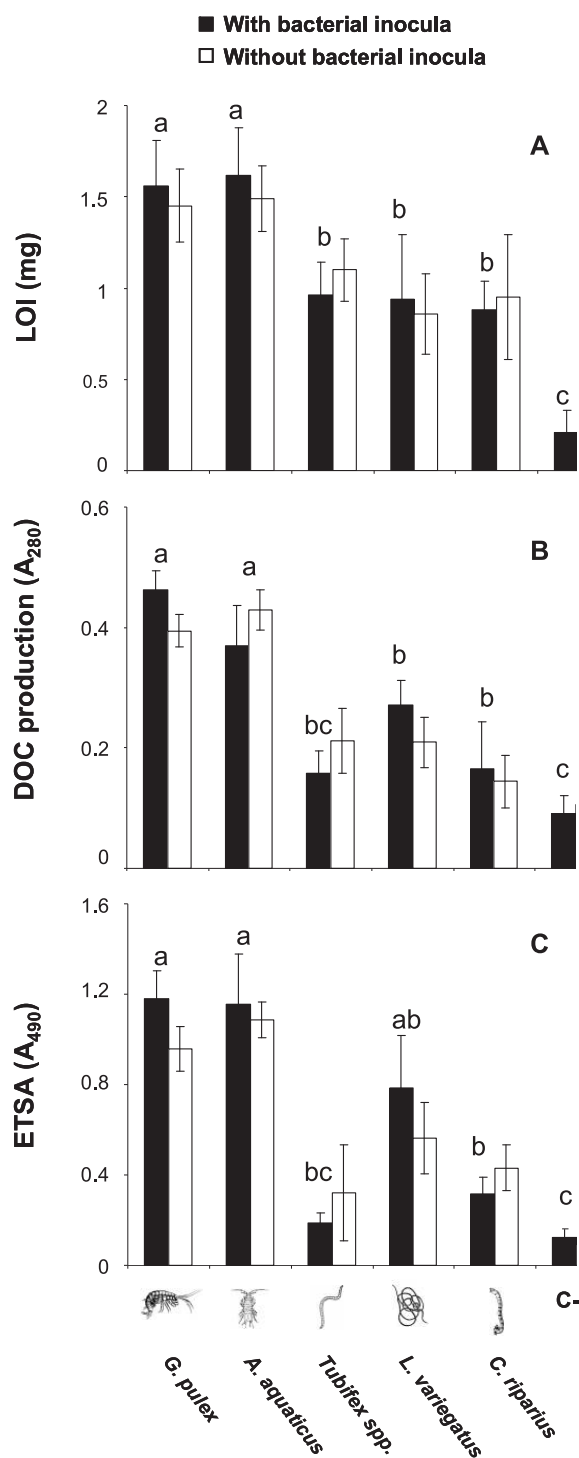 With bacterial inocula
Without bacterial inocula
A
LOI (mg)
2
1.5
1
0.5
0
a
a
b
b
b
c
B
DOC production (A280)
0.6
0.4
0.2
0
a
a
bc
b
b
c
C
ETSA (A490)
1.6
1.2
0.8
0.4
0
a
a
bc
ab
b
c
C-
G. pulex
A. aquaticus
Tubifex spp.
L. variegatus
C. riparius